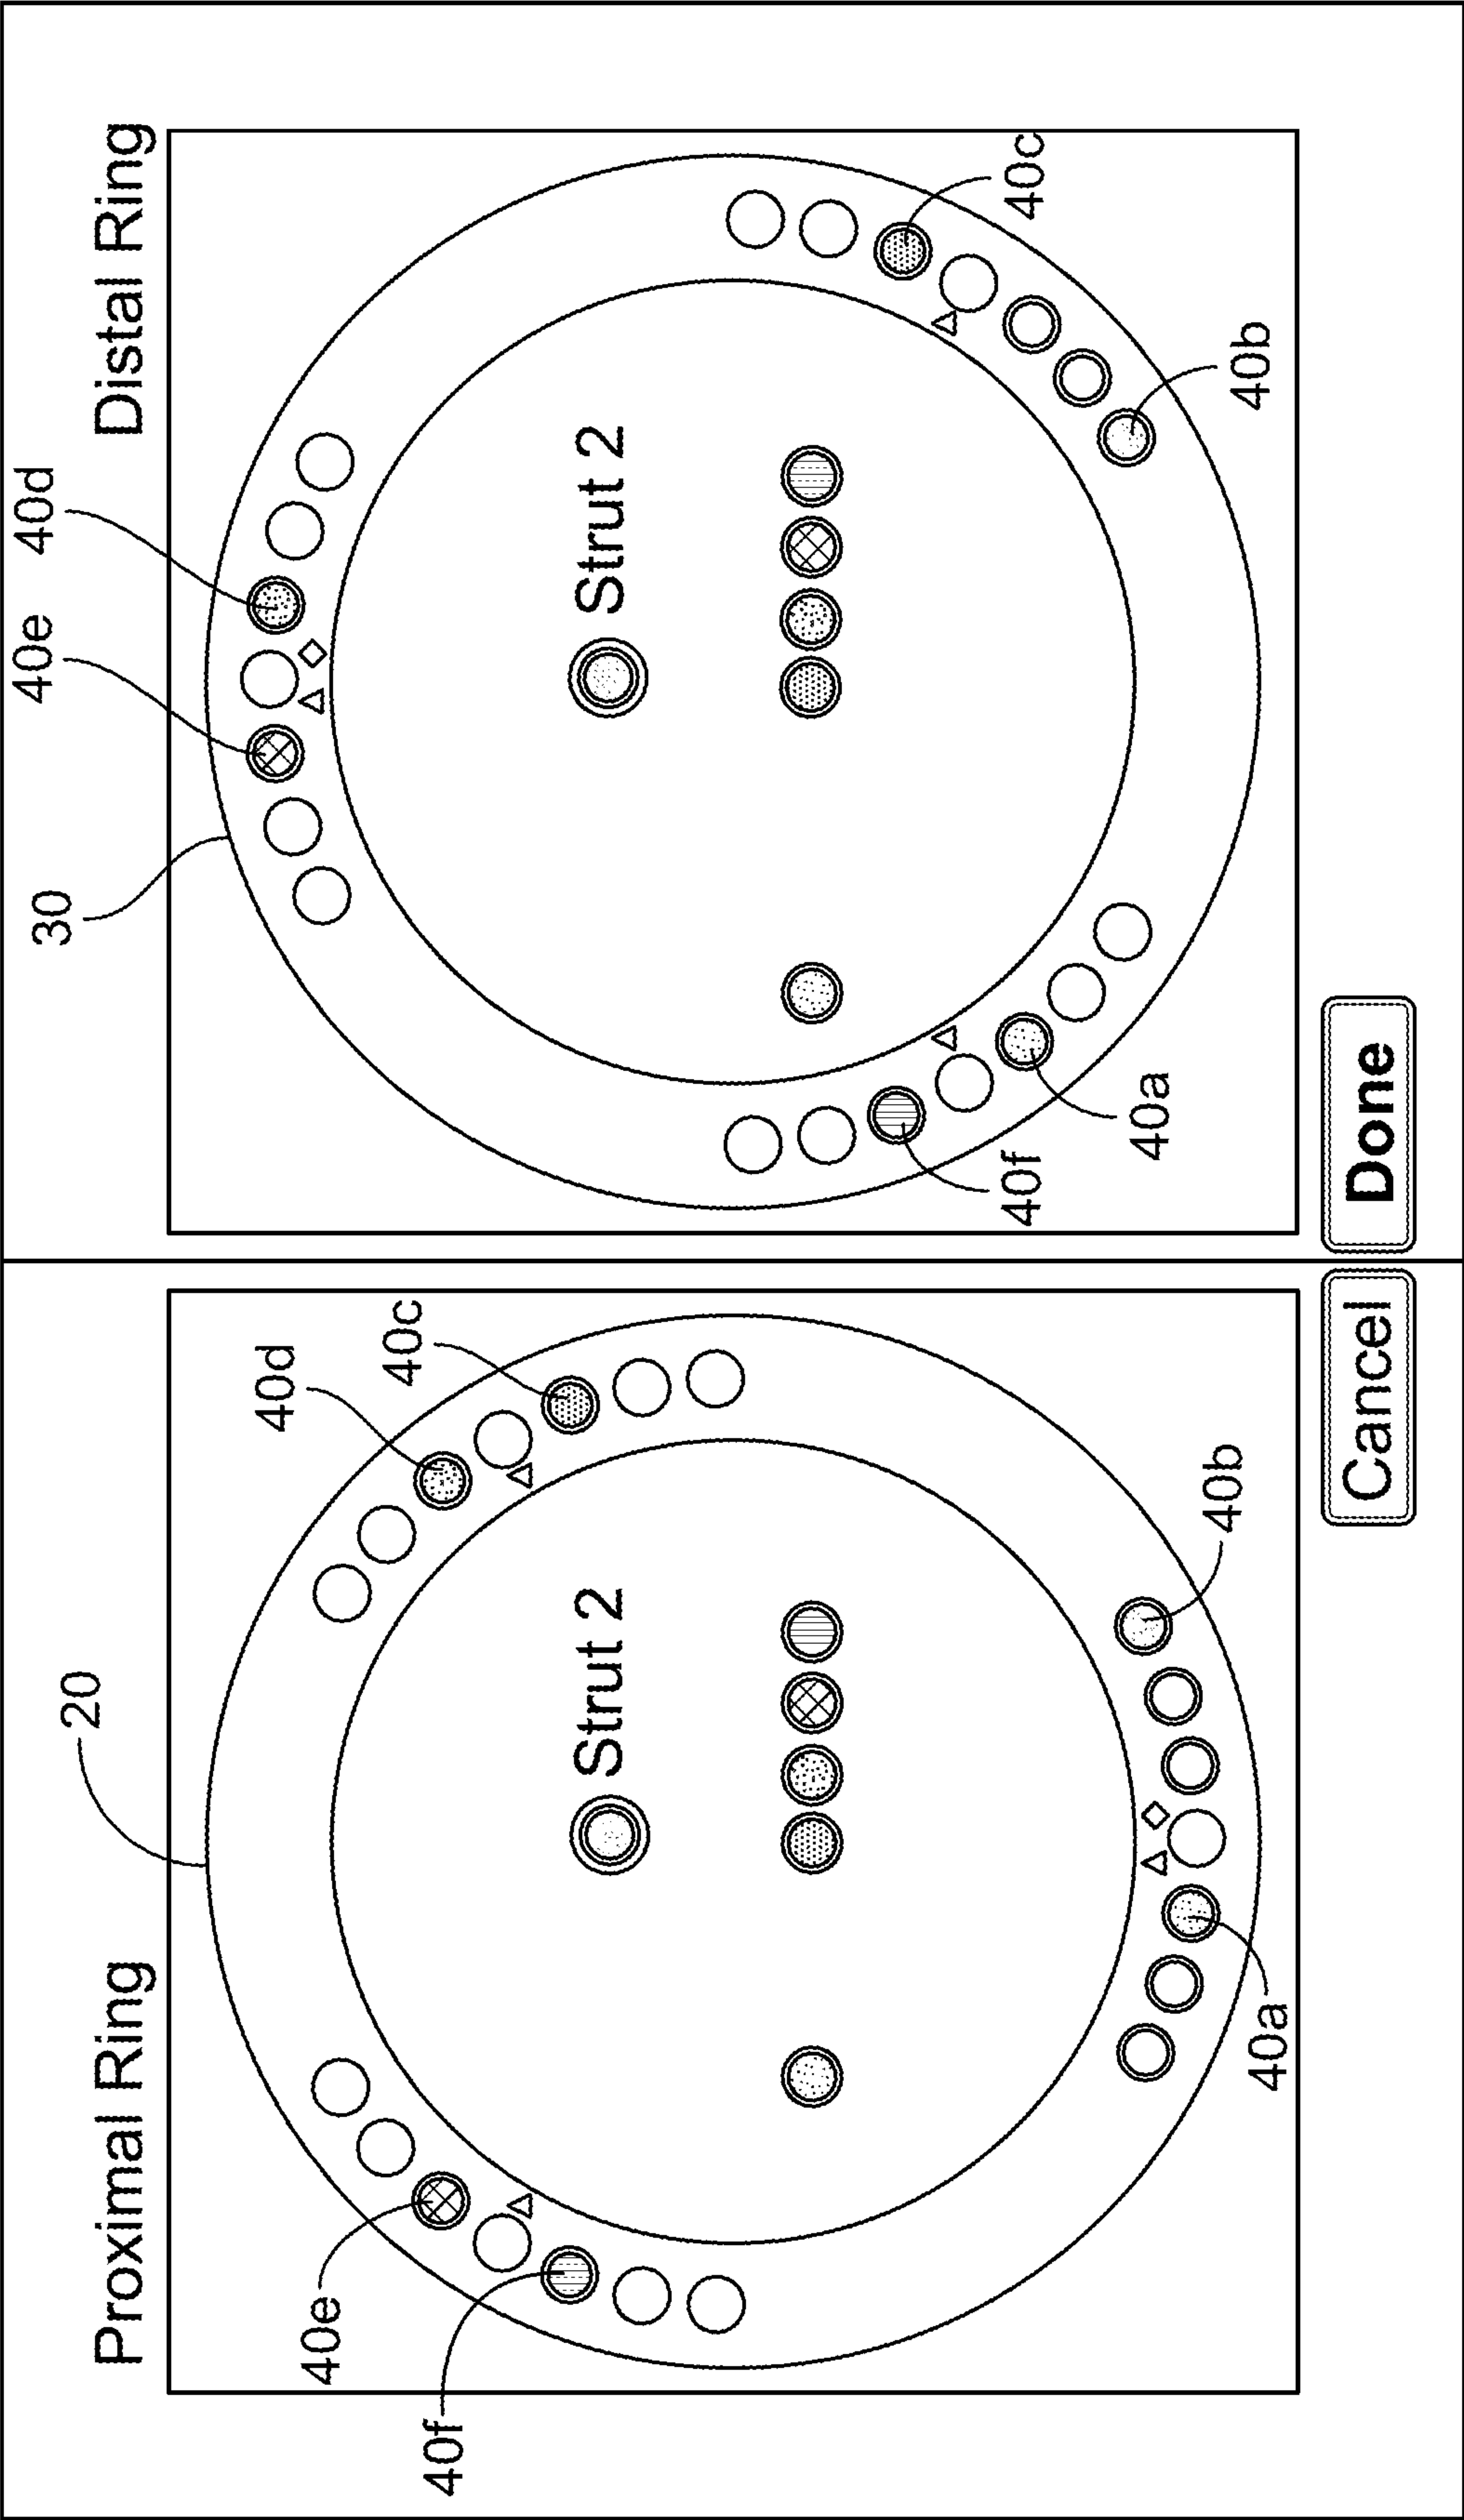 Proximal Ring
20
40d
40c
40e
40f
Strut 2
40b
40a
Cancel
Distal Ring
30
40e
40d
Strut 2
40c
40b
40f
40a
Done